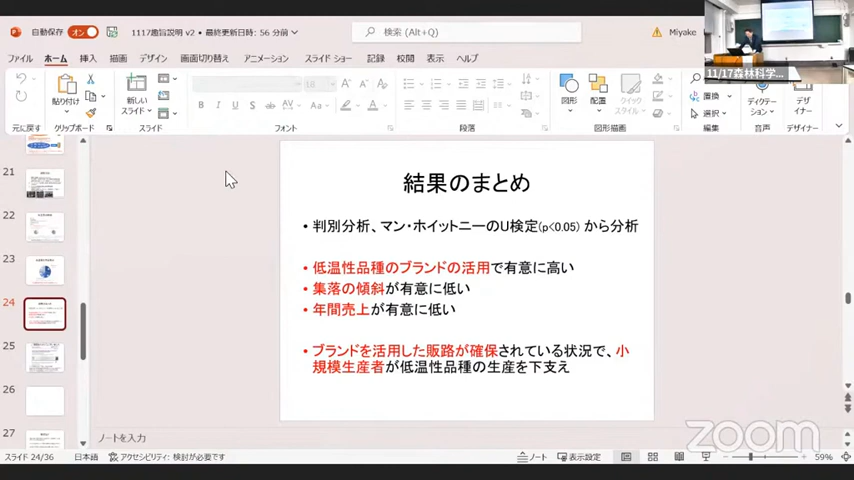 自動保存 オン 1117趣旨説明 v2 • 最終更新日時: 56 分前 検索 (Alt+Q) Miyake
ファイル ホーム 挿入 描画 デザイン 画面切り替え アニメーション スライド ショー 記録 校閲 表示 ヘルプ
11/17森林科学...
貼り付け 新しい スライド 図形 配置 クイック スタイル 置換 選択 ディクテー ション デザ イナー
元に戻す クリップボード スライド フォント 段落 図形描画 編集 音声 デザイナー
結果のまとめ
• 判別分析、マン・ホイットニーのU検定(p<0.05) から分析
• 低温性品種のブランドの活用で有意に高い
• 集落の傾斜が有意に低い
• 年間売上が有意に低い
• ブランドを活用した販路が確保されている状況で、小
規模生産者が低温性品種の生産を下支え
21
22
23
24
25
26
27
ノートを入力
zoom
スライド 24/36 日本語 アクセシビリティ: 検討が必要です ノート 表示設定 59%